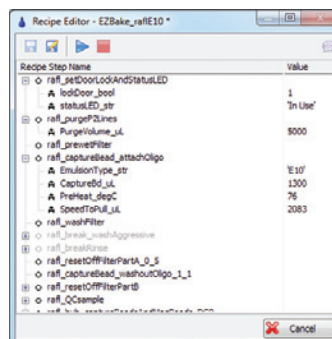 Recipe Editor - EZBake_raflE10 *
Recipe Step Name Value
rafl_setDoorLockAndStatusLED
lockDoor_bool 1
statusLED_str 'In Use'
rafl_purgeP2Lines
PurgeVolume_uL 5000
rafl_prewetFilter
rafl_captureBead_attachOligo
EmulsionType_str 'E10'
CaptureBd_uL 1300
PreHeat_degC 76
SpeedToPull_uL 2083
rafl_washFilter
rafl_break_washAggressive
rafl_breakRinse
rafl_resetOffFilterPartA_0_5
rafl_captureBead_washoutOligo_1_1
rafl_resetOffFilterPartB
rafl_QCsample
Cancel